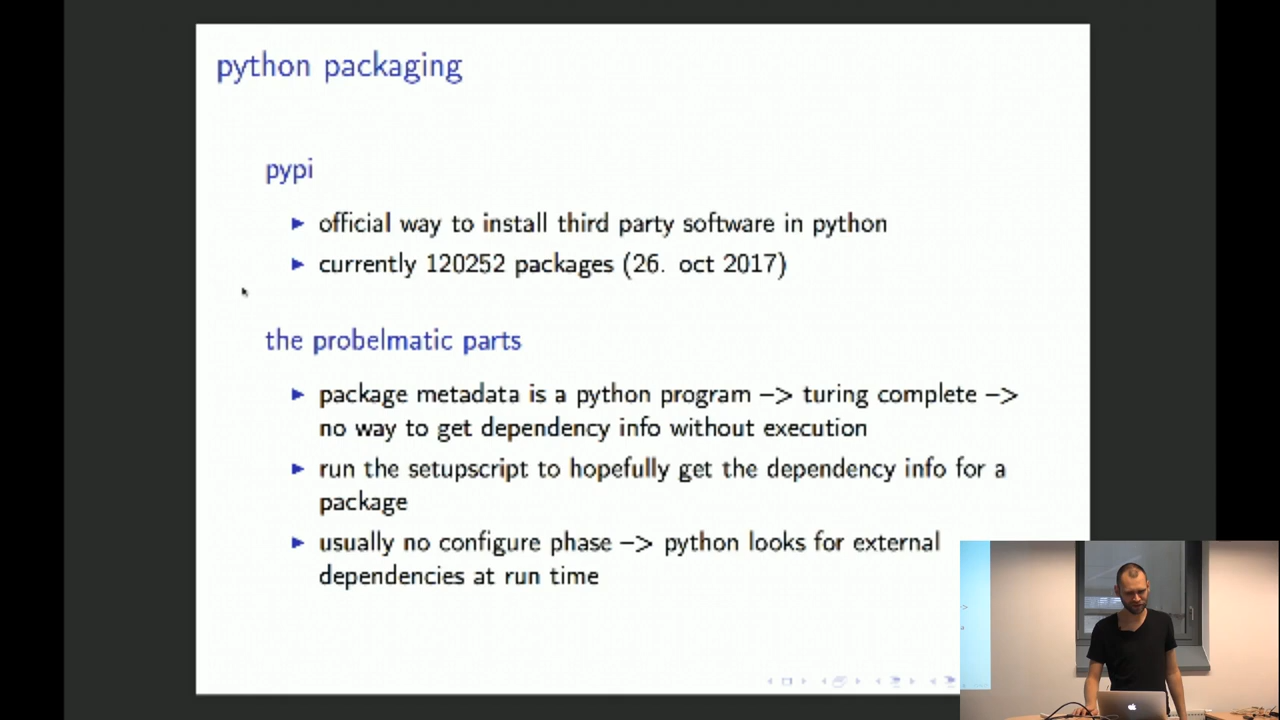 python packaging
pypi
► official way to install third party software in python
► currently 120252 packages (26. oct 2017)
the probelmatic parts
► package metadata is a python program –> turing complete –>
no way to get dependency info without execution
► run the setupscript to hopefully get the dependency info for a
package
► usually no configure phase –> python looks for external
dependencies at run time